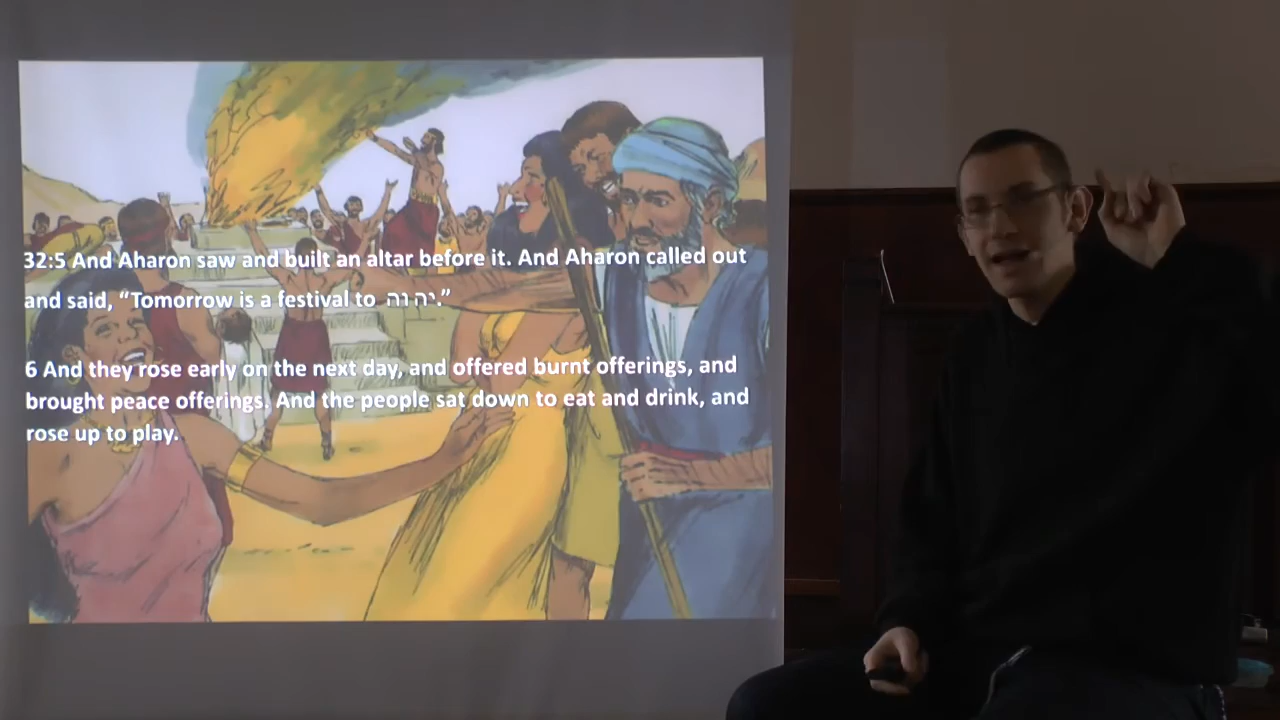 32:5 And Aharon saw and built an altar before it. And Aharon called out
and said, “Tomorrow is a festival to יהוה.”
6 And they rose early on the next day, and offered burnt offerings, and
brought peace offerings. And the people sat down to eat and drink, and
rose up to play.